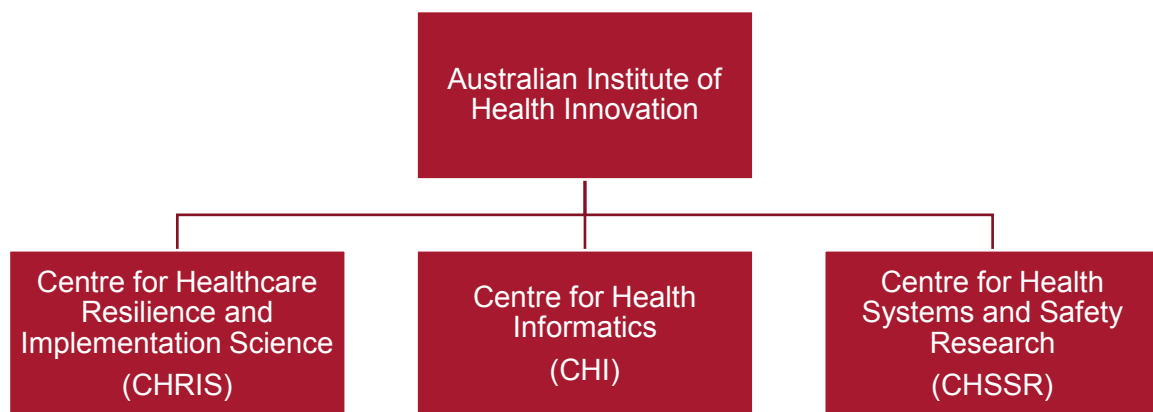 Australian Institute of
Health Innovation
Centre for Healthcare
Resilience and
Implementation Science
(CHRIS)
Centre for Health
Informatics
(CHI)
Centre for Health
Systems and Safety
Research
(CHSSR)